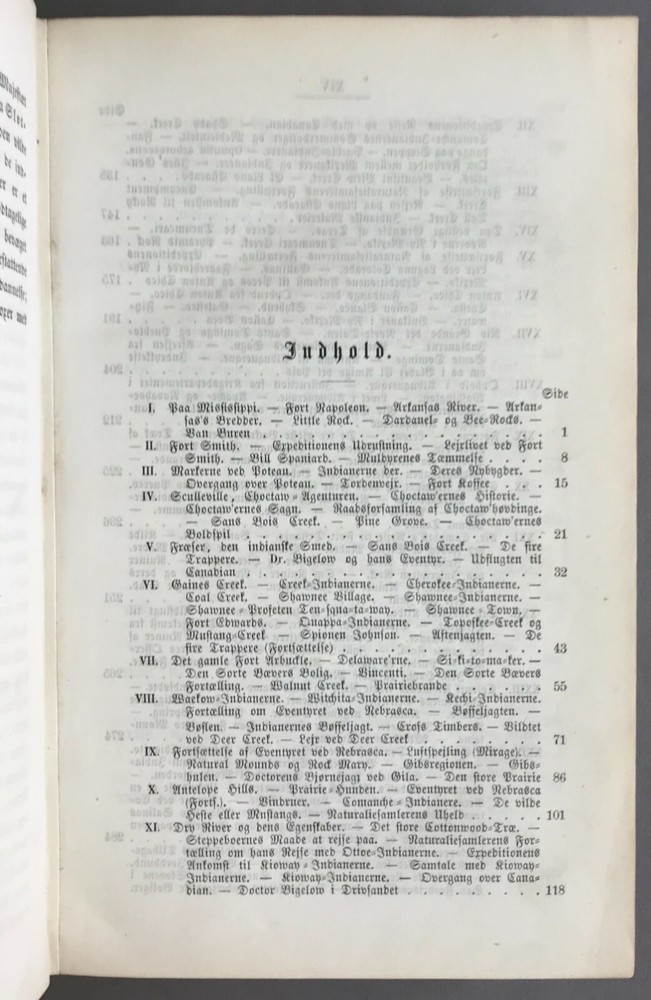 Indhold.
Side
I. Paa Mississippi. — Fort Napoleon. — Arkansas River. — Arkan-
sas's Bredder. — Little Rock. — Dardanel- og Bee-Rocks. —
Van Buren . . . . . . . . . . . . . . . . . 1
II. Fort Smith. — Expeditionens Udrustning. — Lejrlivet ved Fort
Smith. — Bill Spaniard. — Muldyrenes Tæmmelse . . . . 8
III. Markerne ved Poteau. — Indianerne der. — Deres Nybygder. —
Overgang over Poteau. — Tordenvejr. — Fort Koffee . . . 15
IV. Sculleville, Choctaw-Agenturen. — Choctaw'ernes Historie. —
Choctaw'ernes Sagn. — Raadsforsamling af Choctaw'høvdinge.
— Sans Bois Creek. — Pine Grove. — Choctaw'ernes
Boldspil . . . . . . . . . . . . . . . . . 21
V. Fræser, den indianske Smed. — Sans Bois Creek. — De fire
Trappere. — Dr. Bigelow og hans Eventyr. — Udflugten til
Canadian . . . . . . . . . . . . . . . . . 32
VI. Gaines Creek. — Creek-Indianerne. — Cherokee-Indianerne. —
Coal Creek. — Shawnee Village. — Shawnee-Indianerne. —
Shawnee-Profeten Ten-squa-ta-way. — Shawnee-Town. —
Fort Edwards. — Quappa-Indianerne. — Topofkee-Creek og
Mustang-Creek — Spionen Johnson. — Aftenjagten. — De
fire Trappere (Fortsættelse) . . . . . . . . . . . 43
VII. Det gamle Fort Arbuckle. — Delaware'rne. — Si-ki-to-ma-ker. —
Den Sorte Bævers Bolig. — Vincenti. — Den Sorte Bævers
Fortælling. — Walnut Creek. — Prairiebrande . . . . . . 55
VIII. Waekow-Indianerne. — Witchita-Indianerne. — Kechi-Indianerne.
Fortælling om Eventyret ved Nebrasca. — Bøffeljagten. —
Bøflen. — Indianernes Bøffeljagt. — Cross Timbers. — Vildtet
ved Deer Creek. — Lejr ved Deer Creek . . . . . . . 71
IX. Fortsættelse af Eventyret ved Nebrasca. — Luftspejling (Mirage). —
Natural Mounds og Rock Mary. — Gibsregionen. — Gibs-
hulen. — Doctorens Bjørnejagt ved Gila. — Den store Prairie 86
X. Antelope Hills. — Prairie-Hunden. — Eventyret ved Nebrasca
(Forts.). — Vindruer. — Comanche-Indianere. — De vilde
Heste eller Mustangs. — Naturaliesamlerens Uheld . . . . . 101
XI. Dry River og dens Egenskaber. — Det store Cottonwood-Træ. —
Steppeboernes Maade at rejse paa. — Naturaliesamlerens For-
tælling om hans Rejse med Ottoe-Indianerne. — Expeditionens
Ankomst til Kioway-Indianerne. — Samtale med Kioway-
Indianerne. — Kioway-Indianerne. — Overgang over Cana-
dian. — Doctor Bigelow i Drivsandet . . . . . . . . . 118